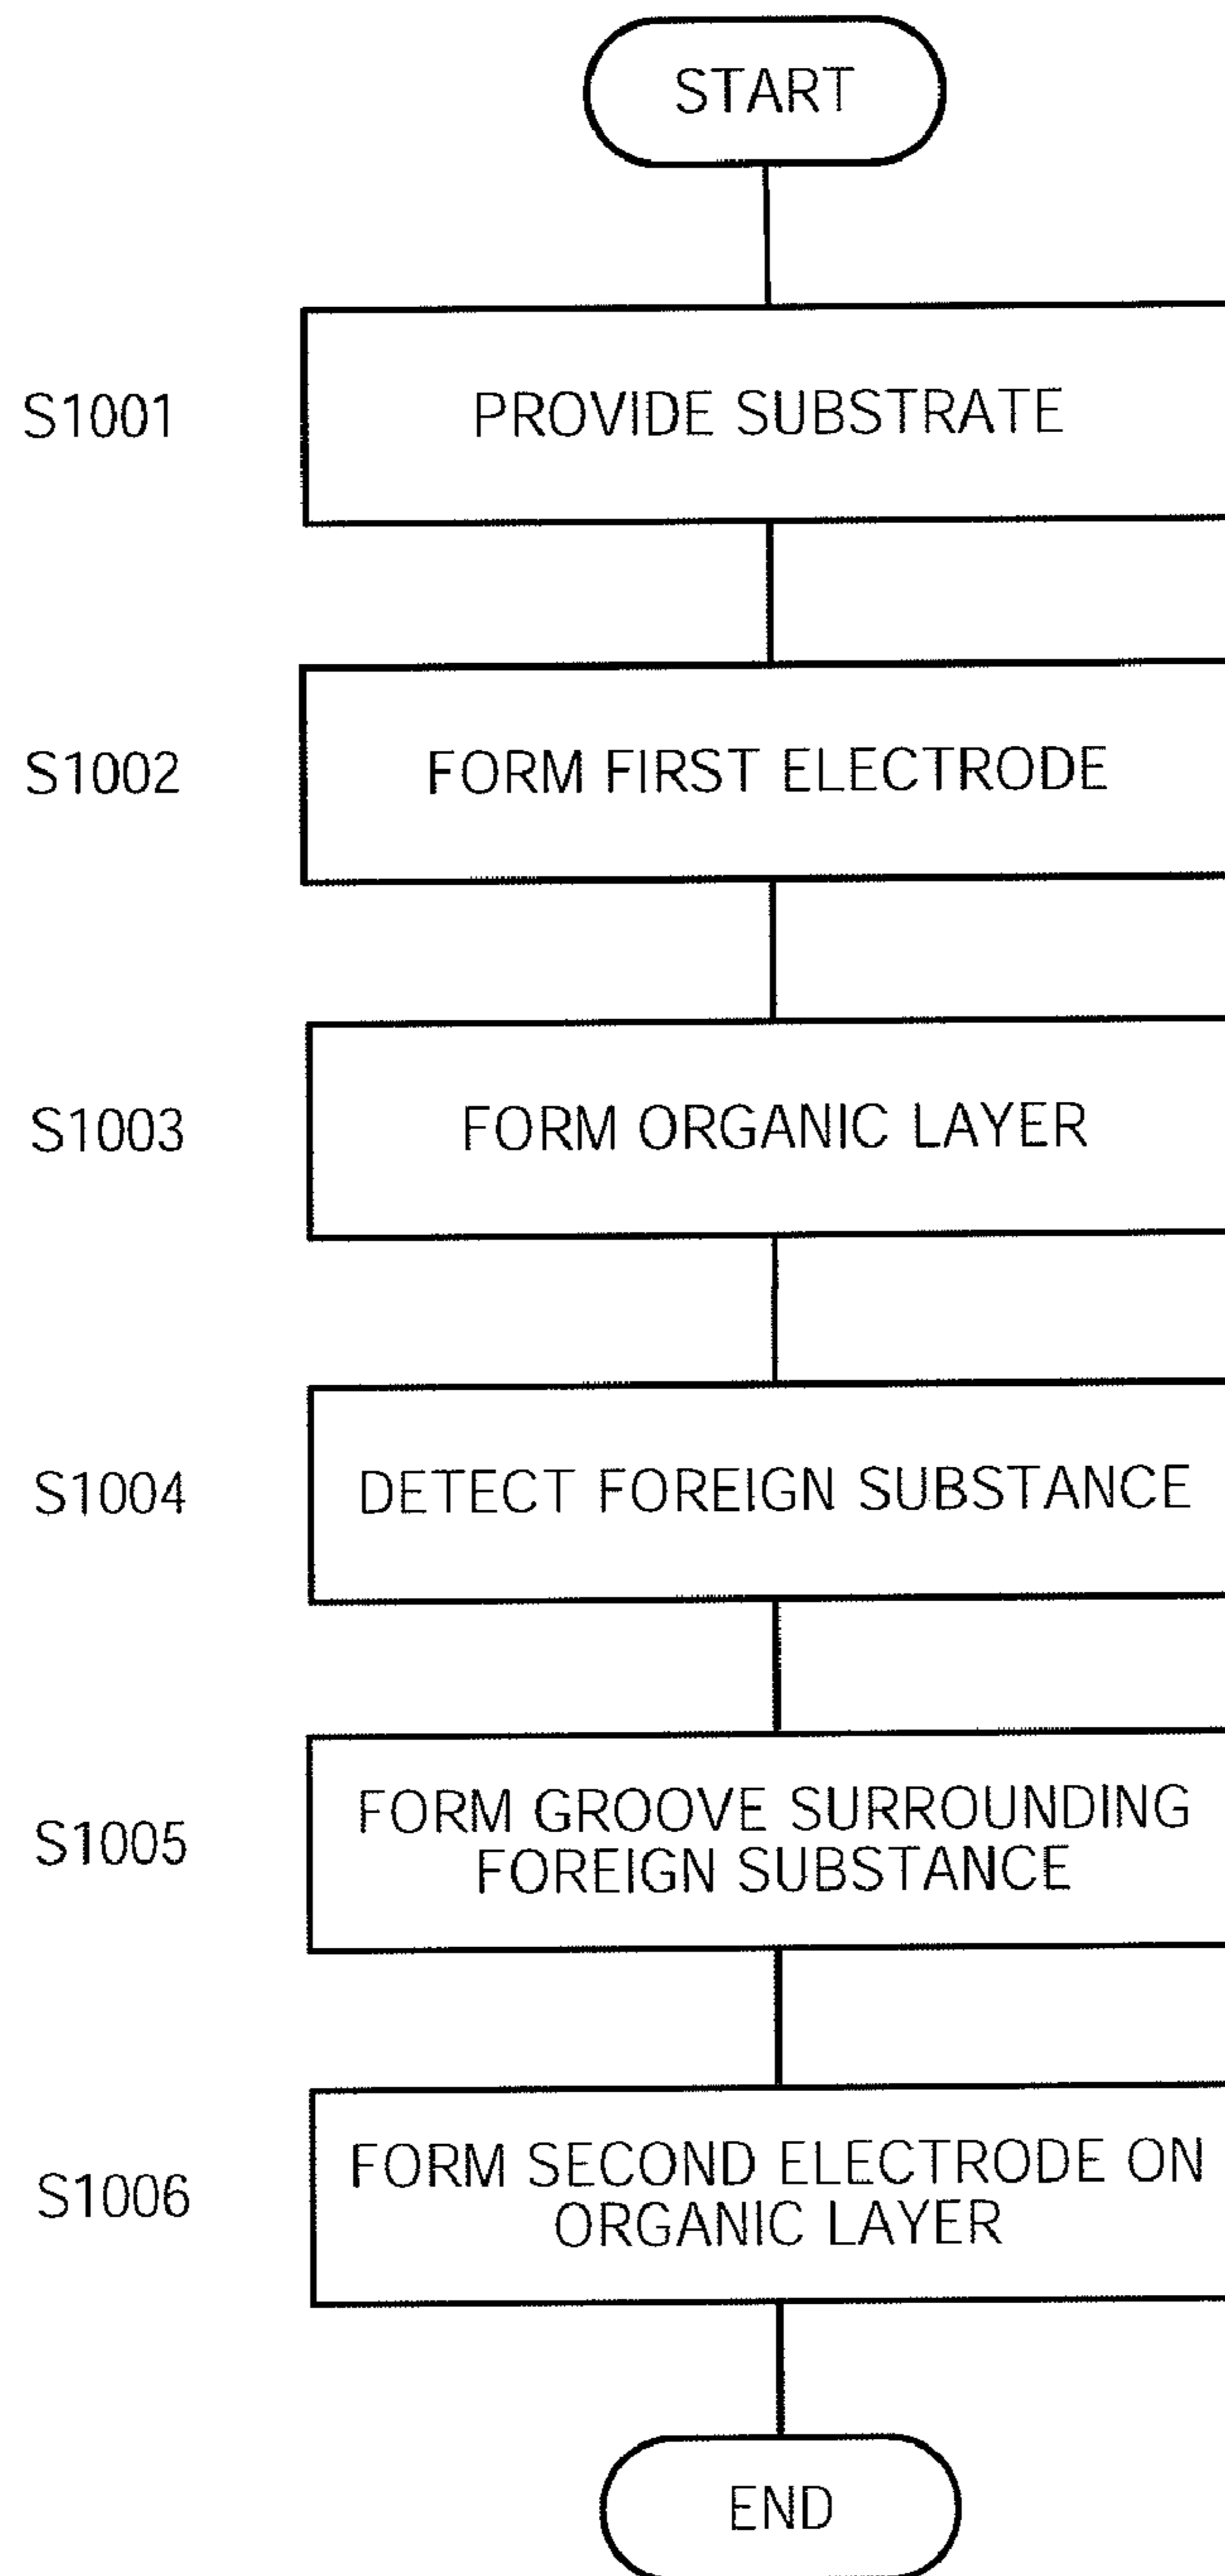 START
S1001
PROVIDE SUBSTRATE
S1002
FORM FIRST ELECTRODE
S1003
FORM ORGANIC LAYER
S1004
DETECT FOREIGN SUBSTANCE
S1005
FORM GROOVE SURROUNDING
FOREIGN SUBSTANCE
S1006
FORM SECOND ELECTRODE ON
ORGANIC LAYER
END